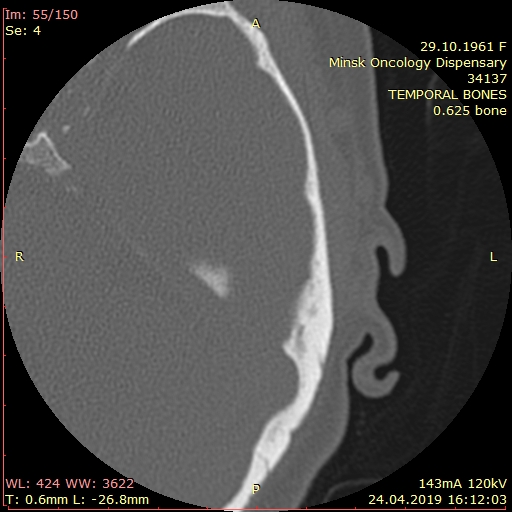 Im: 55/150
Se: 4
A
29.10.1961 F
Minsk Oncology Dispensary
34137
TEMPORAL BONES
0.625 bone
R
L
WL: 424 WW: 3622
T: 0.6mm L: -26.8mm
P
143mA 120kV
24.04.2019 16:12:03